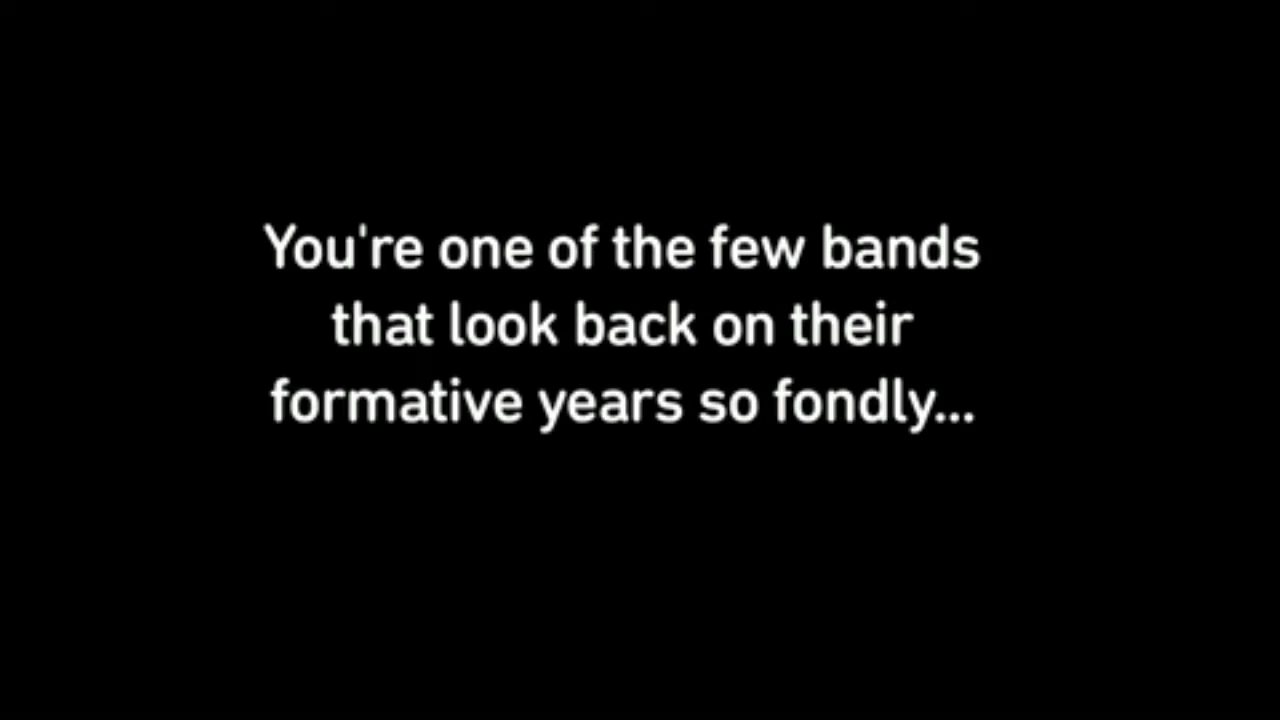 You're one of the few bands
that look back on their
formative years so fondly...